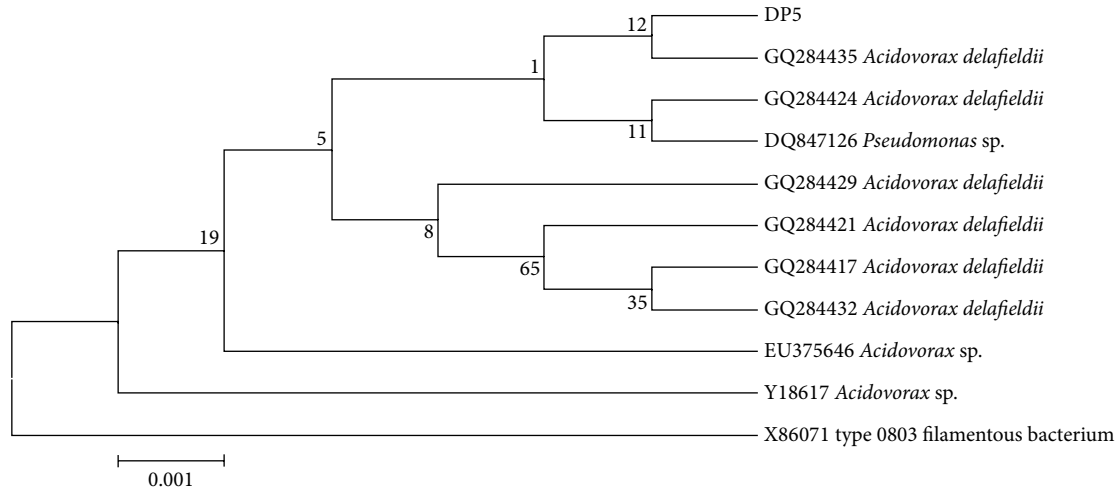 DP5
12
GQ284435 Acidovorax delafieldii
1
GQ284424 Acidovorax delafieldii
11
DQ847126 Pseudomonas sp.
5
GQ284429 Acidovorax delafieldii
8
GQ284421 Acidovorax delafieldii
19
65
GQ284417 Acidovorax delafieldii
35
GQ284432 Acidovorax delafieldii
EU375646 Acidovorax sp.
Y18617 Acidovorax sp.
X86071 type 0803 filamentous bacterium
0.001